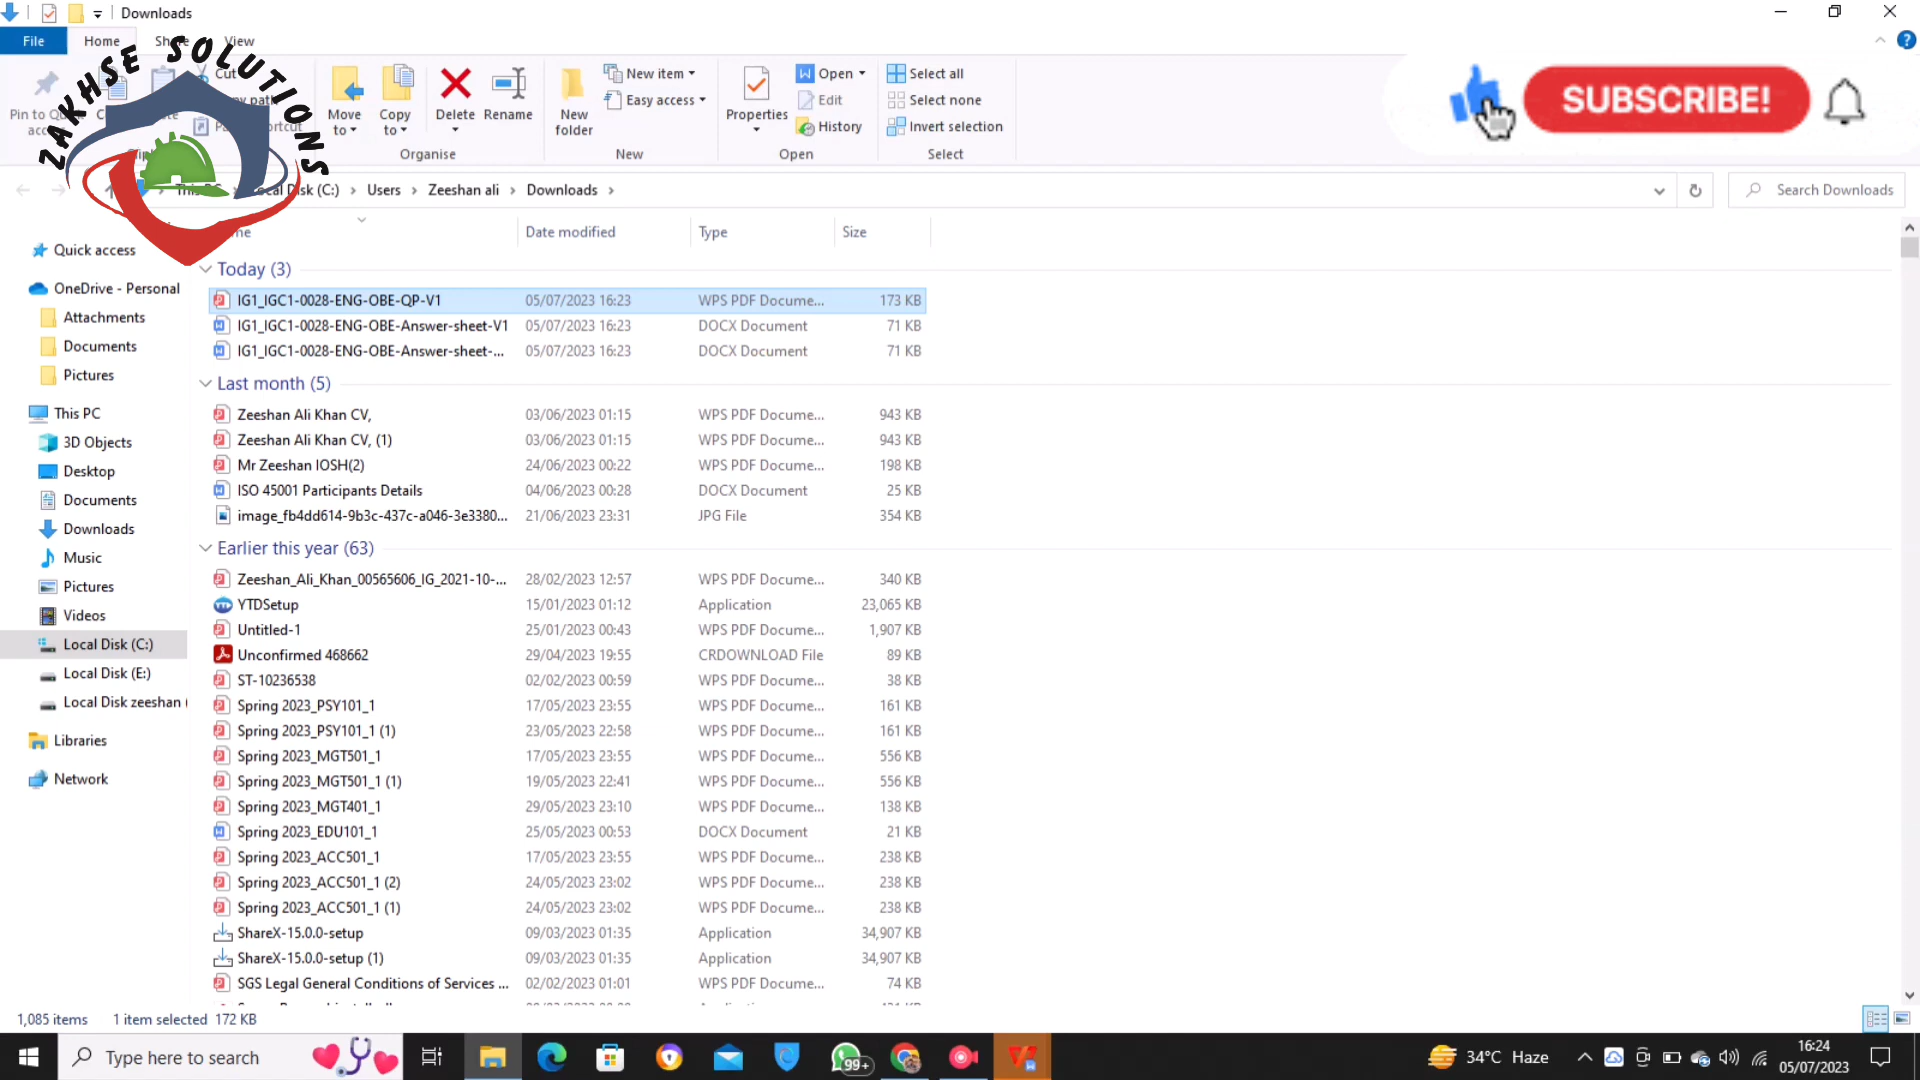 Downloads
File Home View
ZAKHSE SOLUTIONS
Cut
Move to
Copy to
Delete
Rename
New folder
New item
Easy access
Properties
Open
Edit
History
Select all
Select none
Invert selection
SUBSCRIBE!
Organise New Open Select
Users Zeeshan ali Downloads Search Downloads
Date modified Type Size
Quick access
OneDrive - Personal
Attachments
Documents
Pictures
This PC
3D Objects
Desktop
Documents
Downloads
Music
Pictures
Videos
Local Disk (C:)
Local Disk (E:)
Local Disk zeeshan (
Libraries
Network
Today (3)
IG1_IGC1-0028-ENG-OBE-QP-V1 05/07/2023 16:23 WPS PDF Docume... 173 KB
IG1_IGC1-0028-ENG-OBE-Answer-sheet-V1 05/07/2023 16:23 DOCX Document 71 KB
IG1_IGC1-0028-ENG-OBE-Answer-sheet-... 05/07/2023 16:23 DOCX Document 71 KB
Last month (5)
Zeeshan Ali Khan CV, 03/06/2023 01:15 WPS PDF Docume... 943 KB
Zeeshan Ali Khan CV, (1) 03/06/2023 01:15 WPS PDF Docume... 943 KB
Mr Zeeshan IOSH(2) 24/06/2023 00:22 WPS PDF Docume... 198 KB
ISO 45001 Participants Details 04/06/2023 00:28 DOCX Document 25 KB
image_fb4dd614-9b3c-437c-a046-3e3380... 21/06/2023 23:31 JPG File 354 KB
Earlier this year (63)
Zeeshan_Ali_Khan_00565606_IG_2021-10-... 28/02/2023 12:57 WPS PDF Docume... 340 KB
YTDSetup 15/01/2023 01:12 Application 23,065 KB
Untitled-1 25/01/2023 00:43 WPS PDF Docume... 1,907 KB
Unconfirmed 468662 29/04/2023 19:55 CRDOWNLOAD File 89 KB
ST-10236538 02/02/2023 00:59 WPS PDF Docume... 38 KB
Spring 2023_PSY101_1 17/05/2023 23:55 WPS PDF Docume... 161 KB
Spring 2023_PSY101_1 (1) 23/05/2023 22:58 WPS PDF Docume... 161 KB
Spring 2023_MGT501_1 17/05/2023 23:55 WPS PDF Docume... 556 KB
Spring 2023_MGT501_1 (1) 19/05/2023 22:41 WPS PDF Docume... 556 KB
Spring 2023_MGT401_1 29/05/2023 23:10 WPS PDF Docume... 138 KB
Spring 2023_EDU101_1 25/05/2023 00:53 DOCX Document 21 KB
Spring 2023_ACC501_1 17/05/2023 23:55 WPS PDF Docume... 238 KB
Spring 2023_ACC501_1 (2) 24/05/2023 23:02 WPS PDF Docume... 238 KB
Spring 2023_ACC501_1 (1) 24/05/2023 23:02 WPS PDF Docume... 238 KB
ShareX-15.0.0-setup 09/03/2023 01:35 Application 34,907 KB
ShareX-15.0.0-setup (1) 09/03/2023 01:35 Application 34,907 KB
SGS Legal General Conditions of Services ... 02/02/2023 01:01 WPS PDF Docume... 74 KB
1,085 items 1 item selected 172 KB
Type here to search
99+
34°C Haze
16:24
05/07/2023